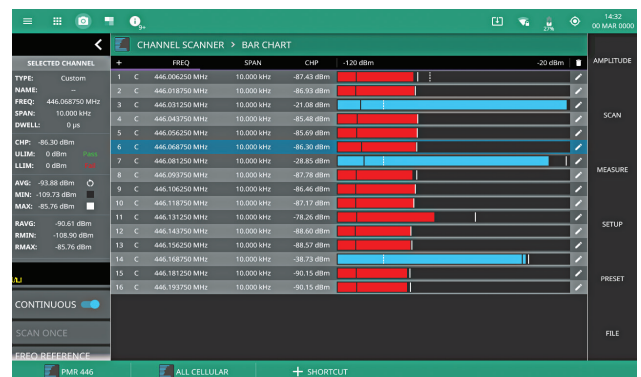 9+
27%
14:32
00 MAR 0000
CHANNEL SCANNER > BAR CHART
SELECTED CHANNEL
TYPE: Custom
NAME: --
FREQ: 446.068750 MHz
SPAN: 10.000 kHz
DWELL: 0 µs
CHP: -86.30 dBm
ULIM: 0 dBm Pass
LLIM: 0 dBm
AVG: -93.88 dBm
MIN: -109.73 dBm
MAX: -85.76 dBm
RAVG: -90.61 dBm
RMIN: -108.90 dBm
RMAX: -85.76 dBm
CONTINUOUS
SCAN ONCE
FREQ REFERENCE
+ FREQ SPAN CHP -120 dBm -20 dBm
1 C 446.006250 MHz 10.000 kHz -87.43 dBm
2 C 446.018750 MHz 10.000 kHz -86.93 dBm
3 C 446.031250 MHz 10.000 kHz -21.08 dBm
4 C 446.043750 MHz 10.000 kHz -85.48 dBm
5 C 446.056250 MHz 10.000 kHz -85.69 dBm
6 C 446.068750 MHz 10.000 kHz -86.30 dBm
7 C 446.081250 MHz 10.000 kHz -28.85 dBm
8 C 446.093750 MHz 10.000 kHz -87.78 dBm
9 C 446.106250 MHz 10.000 kHz -86.46 dBm
10 C 446.118750 MHz 10.000 kHz -87.17 dBm
11 C 446.131250 MHz 10.000 kHz -78.26 dBm
12 C 446.143750 MHz 10.000 kHz -88.60 dBm
13 C 446.156250 MHz 10.000 kHz -88.57 dBm
14 C 446.168750 MHz 10.000 kHz -38.73 dBm
15 C 446.181250 MHz 10.000 kHz -90.15 dBm
16 C 446.193750 MHz 10.000 kHz -90.15 dBm
AMPLITUDE
SCAN
MEASURE
SETUP
PRESET
FILE
PMR 446
ALL CELLULAR
+ SHORTCUT